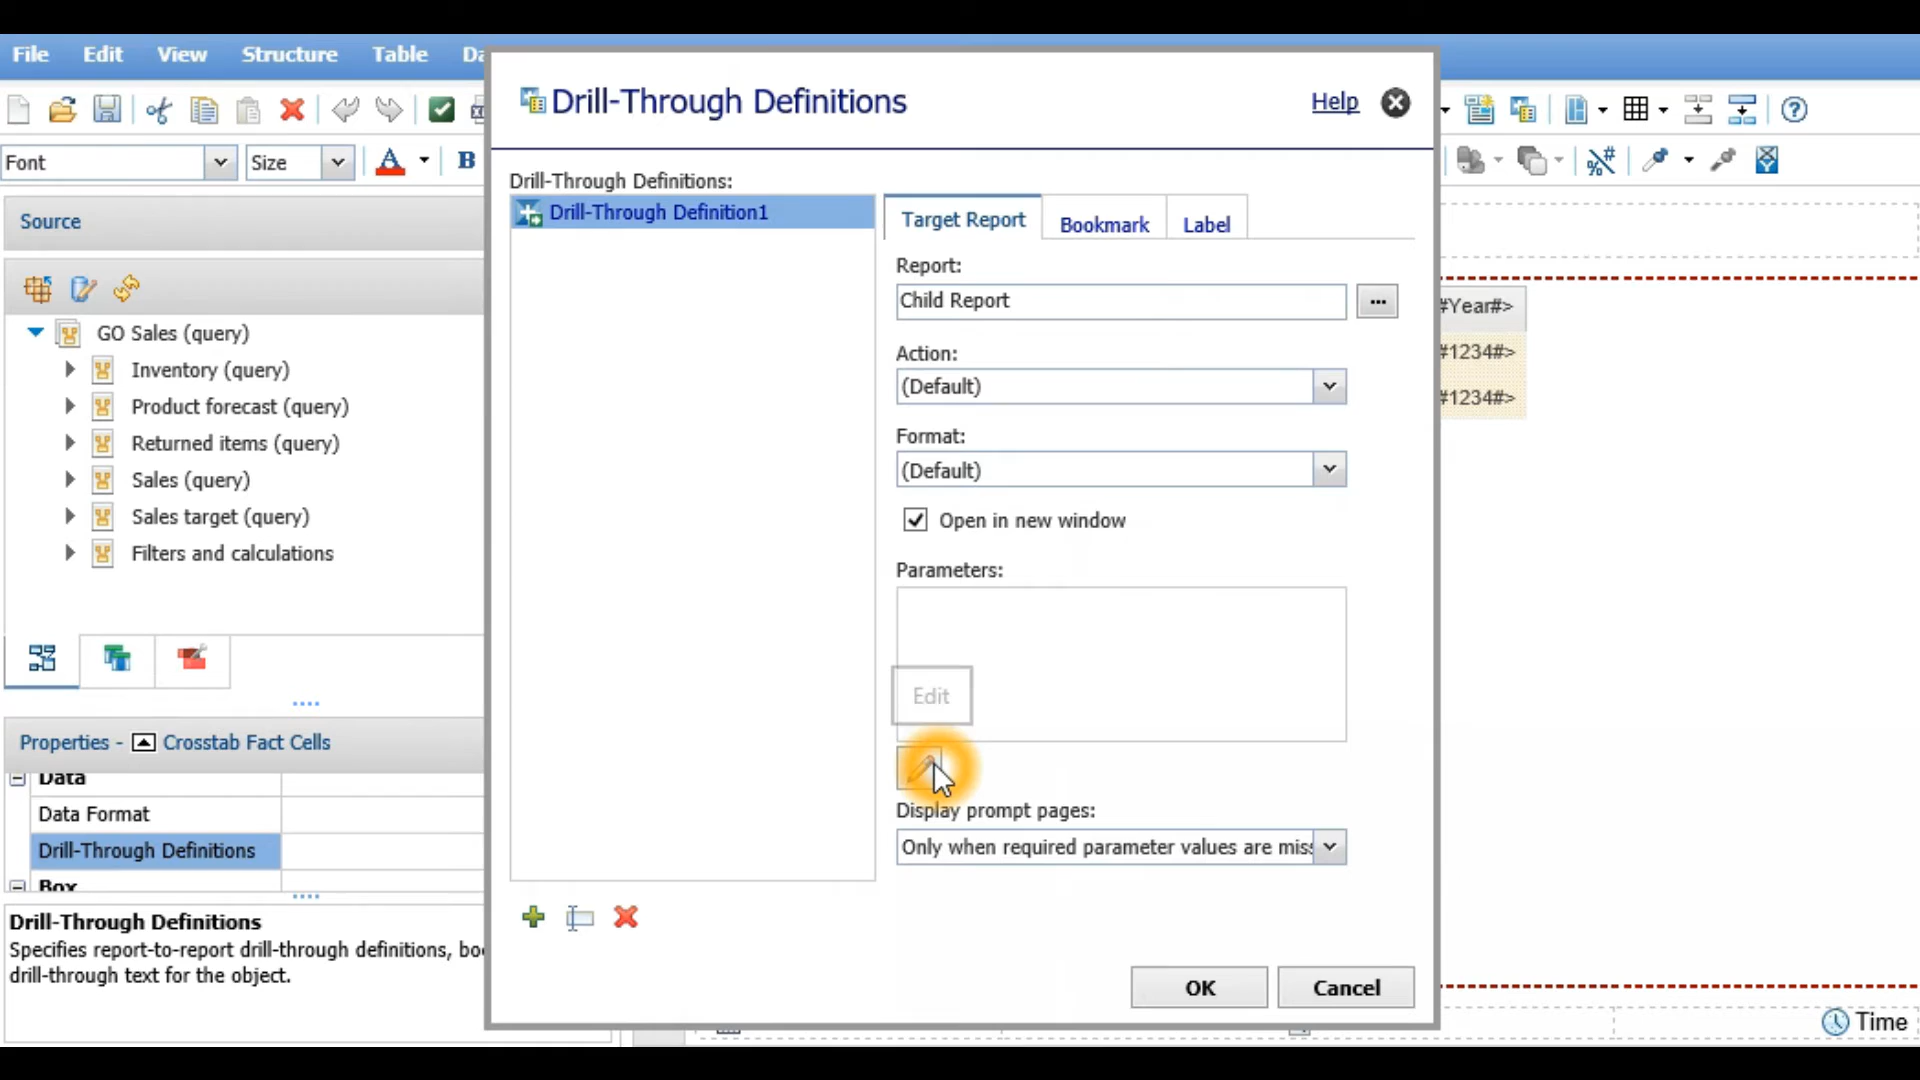 File Edit View Structure Table
Font Size B
Source
GO Sales (query)
Inventory (query)
Product forecast (query)
Returned items (query)
Sales (query)
Sales target (query)
Filters and calculations
Properties - Crosstab Fact Cells
Data
Data Format
Drill-Through Definitions
Box
Drill-Through Definitions
Specifies report-to-report drill-through definitions,
drill-through text for the object.
Drill-Through Definitions Help
Drill-Through Definitions:
Drill-Through Definition1
Target Report Bookmark Label
Report:
Child Report
...
Action:
(Default)
Format:
(Default)
Open in new window
Parameters:
Edit
Display prompt pages:
Only when required parameter values are
OK Cancel
%#
#Year#>
#1234#>
#1234#>
Time